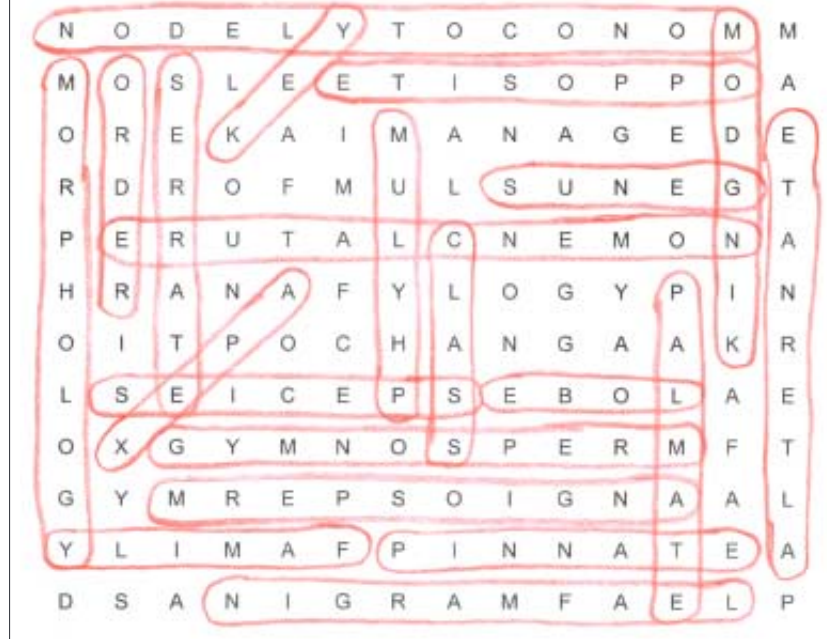 N O D E L Y T O C O N O M M
M O S L E E T I S O P P O A
O R E K A I M A N A G E D E
R D R O F M U L S U N E G T
P E R U T A L C N E M O N A
H R A N A F Y L O G Y P I N
O I T P O C H A N G A A K R
L S E I C E P S E B O L A E
O X G Y M N O S P E R M F T
G Y M R E P S O I G N A A L
Y L I M A F P I N N A T E A
D S A N I G R A M F A E L P